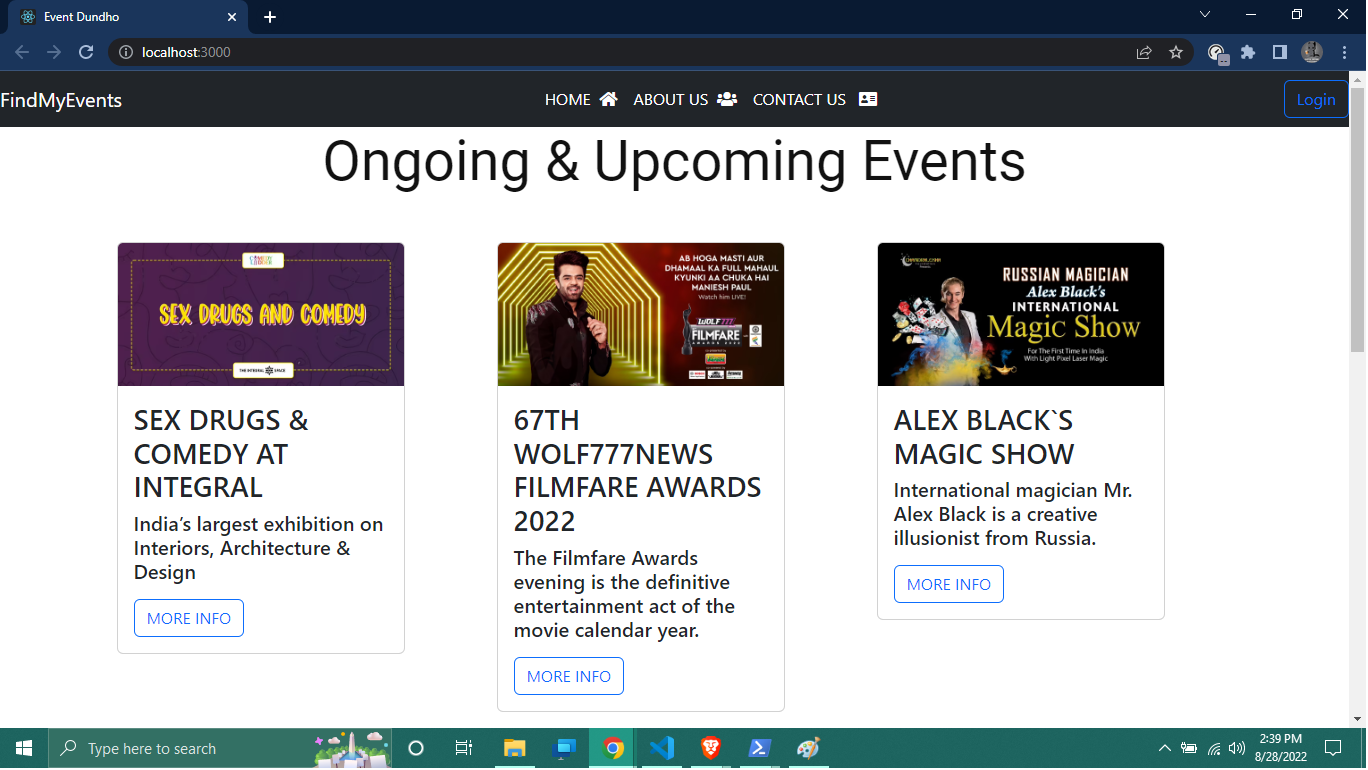 Event Dundho
localhost:3000
FindMyEvents
HOME
ABOUT US
CONTACT US
Login
Ongoing & Upcoming Events
COMEDY
SEX DRUGS AND COMEDY
THE INTEGRAL SPACE
SEX DRUGS &
COMEDY AT
INTEGRAL
India’s largest exhibition on
Interiors, Architecture &
Design
MORE INFO
AB HOGA MASTI AUR
DHAMAAL KA FULL MAHAUL
KYUNKI AA CHUKA HAI
MANIESH PAUL
Watch him LIVE!
WOLF777
FILMFARE
AWARDS 2022
67TH
WOLF777NEWS
FILMFARE AWARDS
2022
The Filmfare Awards
evening is the definitive
entertainment act of the
movie calendar year.
MORE INFO
RUSSIAN MAGICIAN
Alex Black's
INTERNATIONAL
Magic Show
For The First Time In India
With Light Pixel Laser Magic
ALEX BLACK`S
MAGIC SHOW
International magician Mr.
Alex Black is a creative
illusionist from Russia.
MORE INFO
Type here to search
2:39 PM
8/28/2022